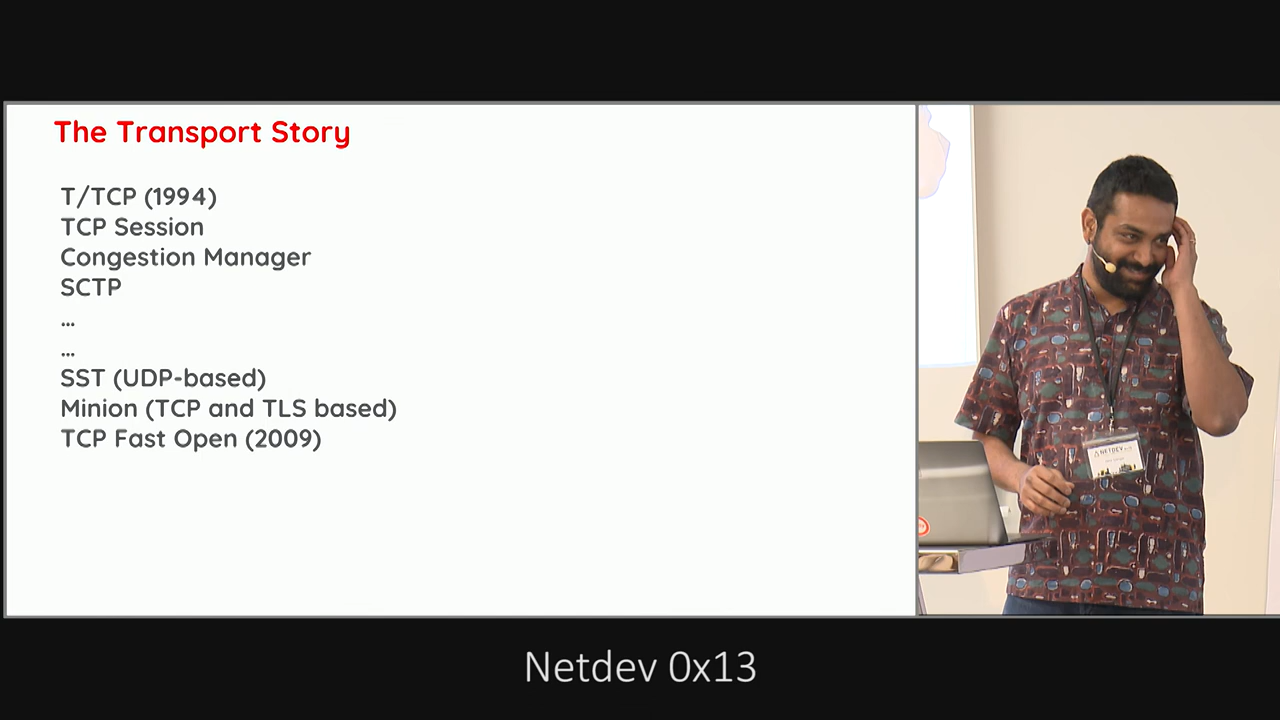 The Transport Story
T/TCP (1994)
TCP Session
Congestion Manager
SCTP
...
...
SST (UDP-based)
Minion (TCP and TLS based)
TCP Fast Open (2009)
NETDEV
Netdev 0x13